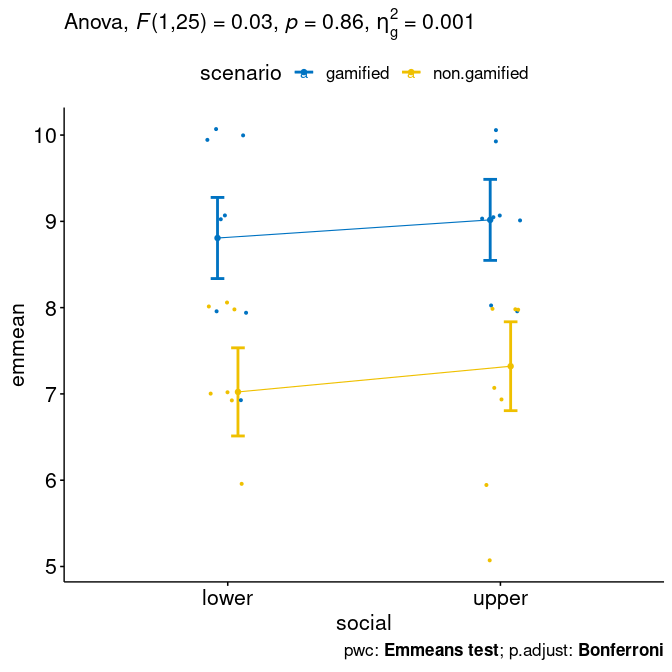 Anova, F(1,25) = 0.03, p = 0.86, η²g = 0.001
scenario a gamified a non.gamified
10
9
8
7
6
5
emmean
lower upper
social
pwc: Emmeans test; p.adjust: Bonferroni